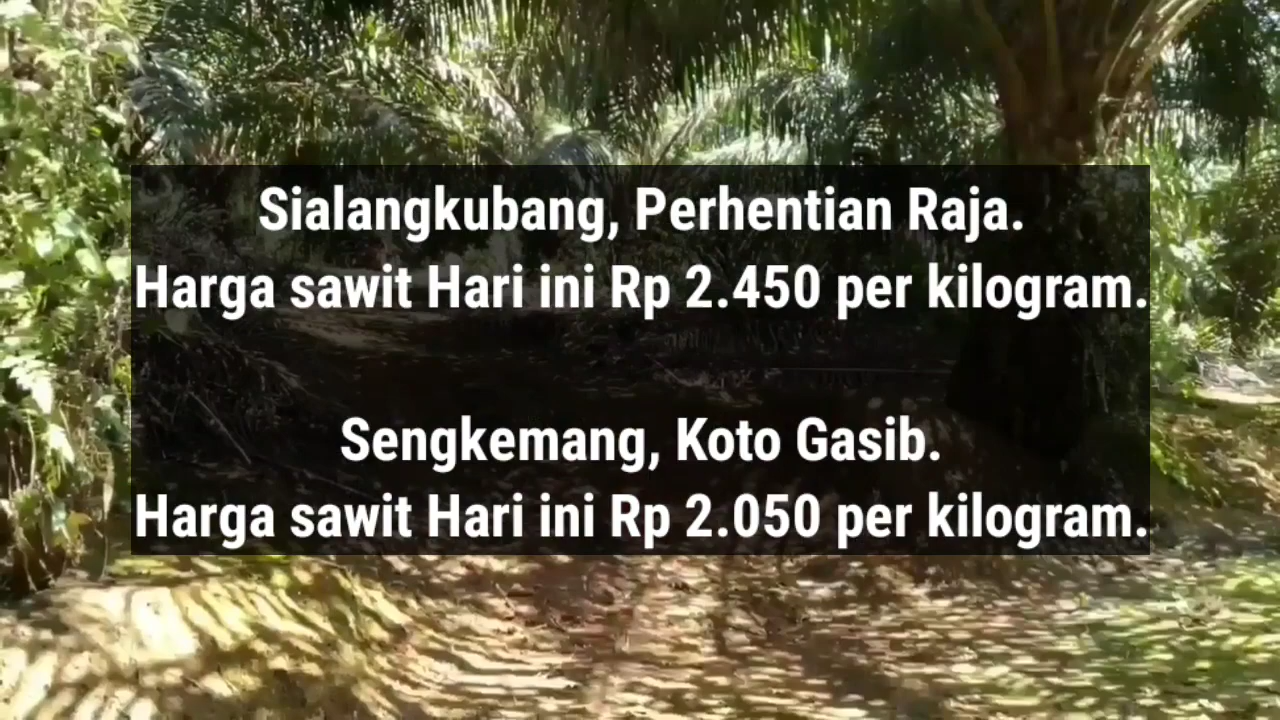 Sialangkubang, Perhentian Raja.
Harga sawit Hari ini Rp 2.450 per kilogram.
Sengkemang, Koto Gasib.
Harga sawit Hari ini Rp 2.050 per kilogram.